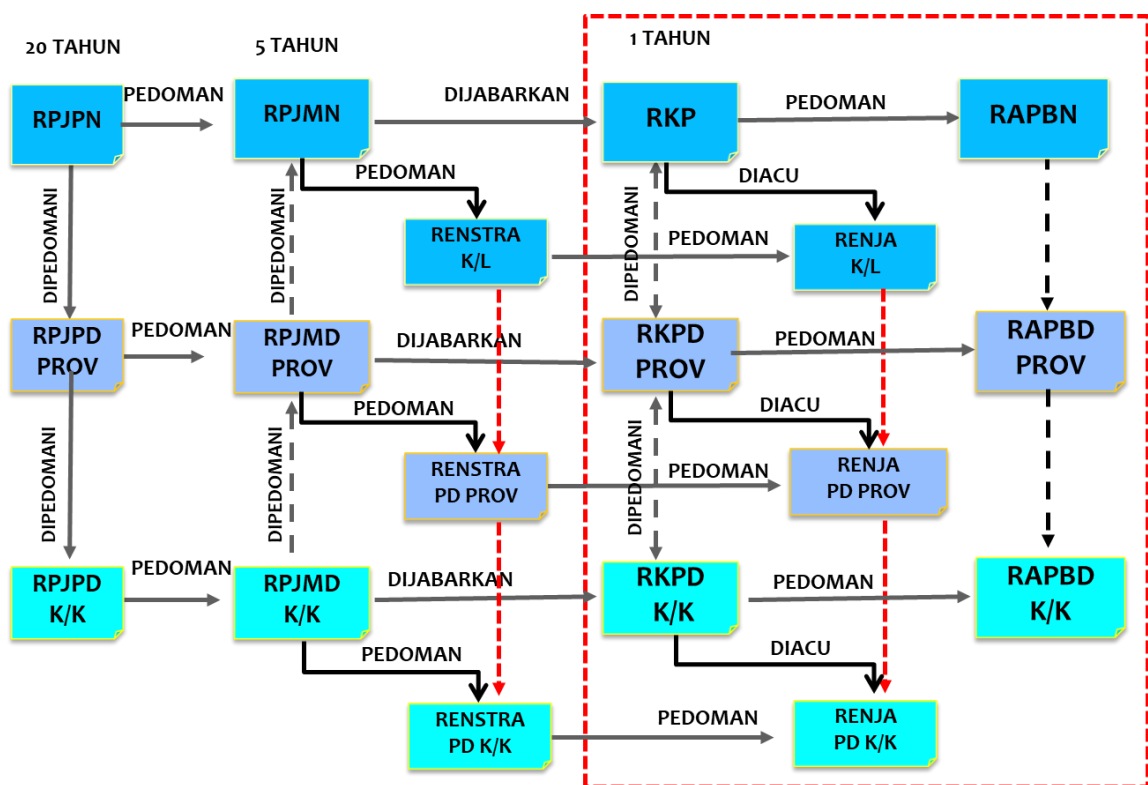 20 TAHUN
5 TAHUN
1 TAHUN
RPJPN
PEDOMAN
RPJMN
DIJABARKAN
RKP
PEDOMAN
RAPBN
DIPEDOMANI
DIPEDOMANI
PEDOMAN
RENSTRA
K/L
PEDOMAN
DIPEDOMANI
DIACU
RENJA
K/L
RPJPD
PROV
PEDOMAN
RPJMD
PROV
DIJABARKAN
RKPD
PROV
PEDOMAN
RAPBD
PROV
DIPEDOMANI
DIPEDOMANI
PEDOMAN
RENSTRA
PD PROV
PEDOMAN
DIPEDOMANI
DIACU
RENJA
PD PROV
RPJPD
K/K
PEDOMAN
RPJMD
K/K
DIJABARKAN
RKPD
K/K
PEDOMAN
RAPBD
K/K
PEDOMAN
RENSTRA
PD K/K
PEDOMAN
DIACU
RENJA
PD K/K